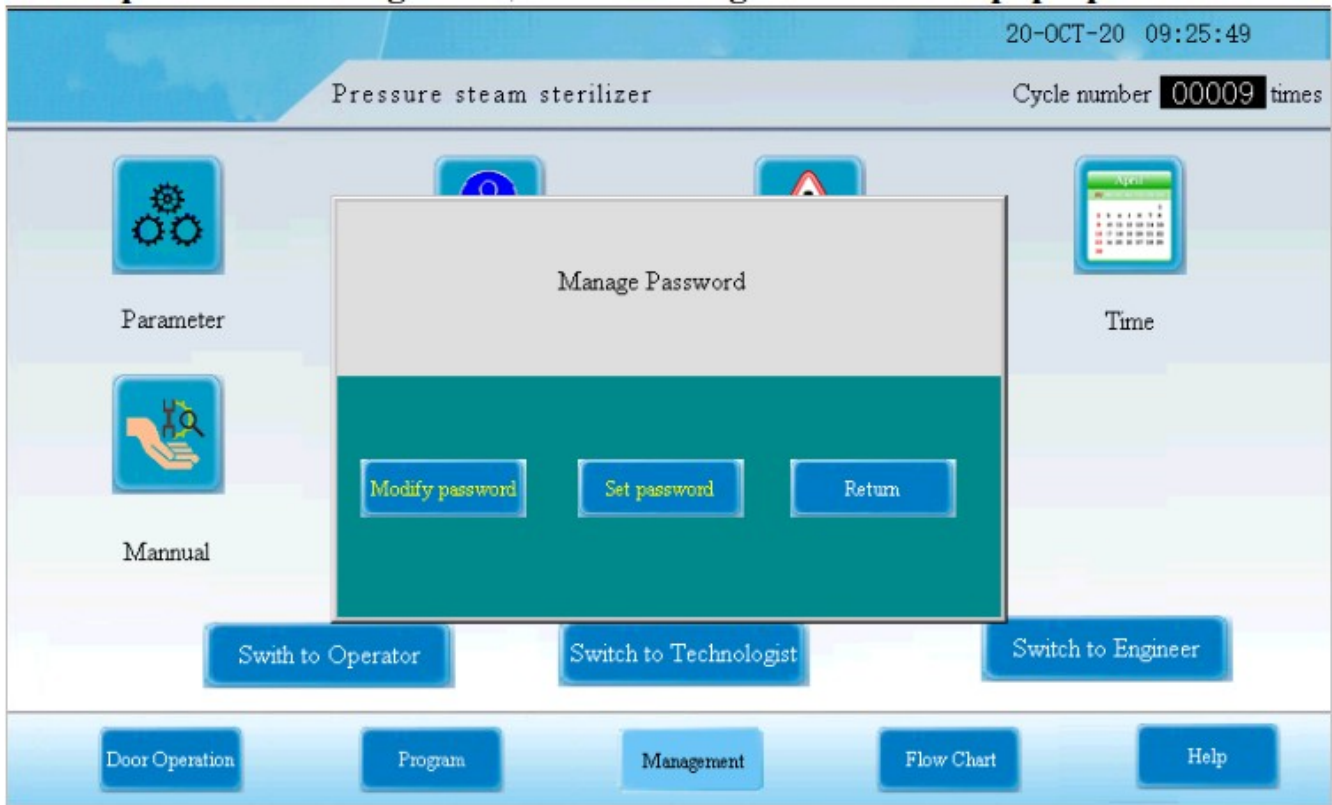 20-OCT-20 09:25:49
Pressure steam sterilizer
Cycle number 00009 times
April
Manage Password
Parameter
Time
Modify password
Set password
Return
Mannual
Swith to Operator
Switch to Technologist
Switch to Engineer
Door Operation
Program
Management
Flow Chart
Help